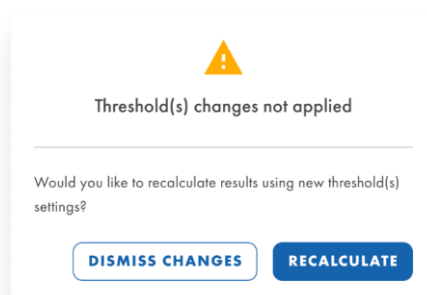 Threshold(s) changes not applied
Would you like to recalculate results using new threshold(s)
settings?
DISMISS CHANGES
RECALCULATE